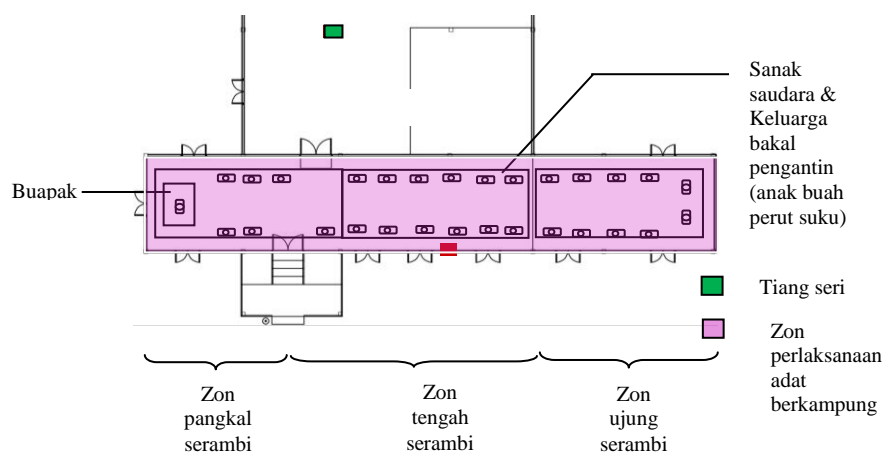 Sanak
saudara &
Keluarga
bakal
pengantin
(anak buah
perut suku)
Buapak
Tiang seri
Zon
perlaksanaan
adat
berkampung
Zon
pangkal
serambi
Zon
tengah
serambi
Zon
ujung
serambi